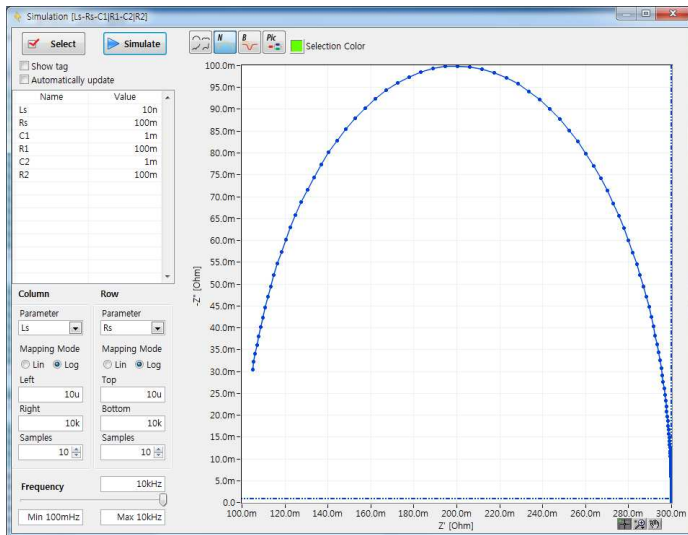 Simulation [Ls-Rs-C1|R1-C2|R2]
Select Simulate N B Pic Selection Color
Show tag
Automatically update
Name Value
Ls 10n
Rs 100m
C1 1m
R1 100m
C2 1m
R2 100m
Column Row
Parameter Parameter
Ls Rs
Mapping Mode Mapping Mode
Lin Log Lin Log
Left Top
10u 10u
Right Bottom
10k 10k
Samples Samples
10 10
Frequency 10kHz
Min 100mHz Max 10kHz
-Z" [Ohm]
100.0m
95.0m
90.0m
85.0m
80.0m
75.0m
70.0m
65.0m
60.0m
55.0m
50.0m
45.0m
40.0m
35.0m
30.0m
25.0m
20.0m
15.0m
10.0m
5.0m
0.0
100.0m 120.0m 140.0m 160.0m 180.0m 200.0m 220.0m 240.0m 260.0m 280.0m 300.0m
Z' [Ohm]